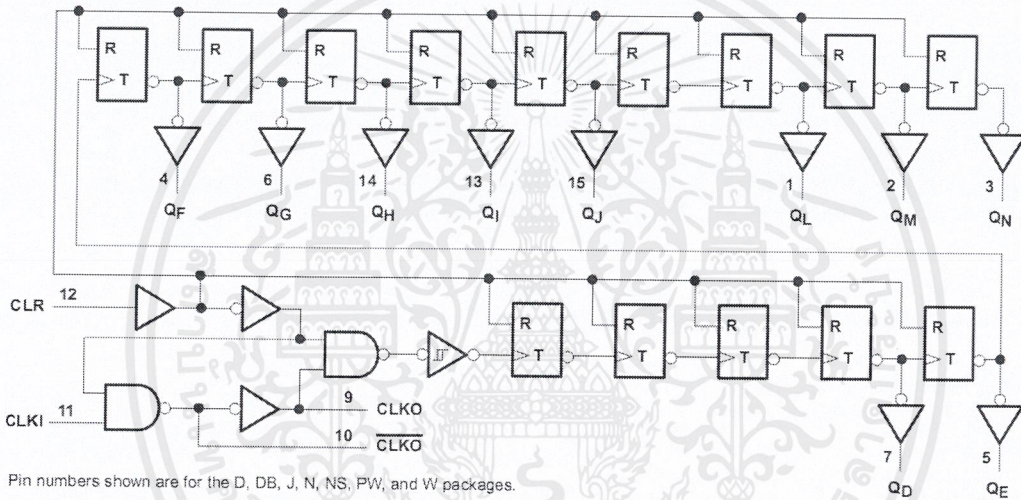 R R R R R R R R R
T T T T T T T T T
4 6 14 13 15 1 2 3
QF QG QH QI QJ QL QM QN
CLR 12
R R R R R
T T T T T
CLKI 11
9 CLKO
10 C̅L̅K̅O̅
7 5
QD QE
Pin numbers shown are for the D, DB, J, N, NS, PW, and W packages.